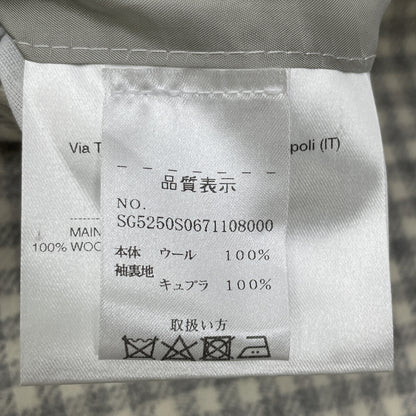 Via T
poli (IT)
品質表示
NO.
SG5250S0671108000
MAIN
100% WOO
本体 ウール 100%
袖裏地
キュプラ 100%
取扱い方